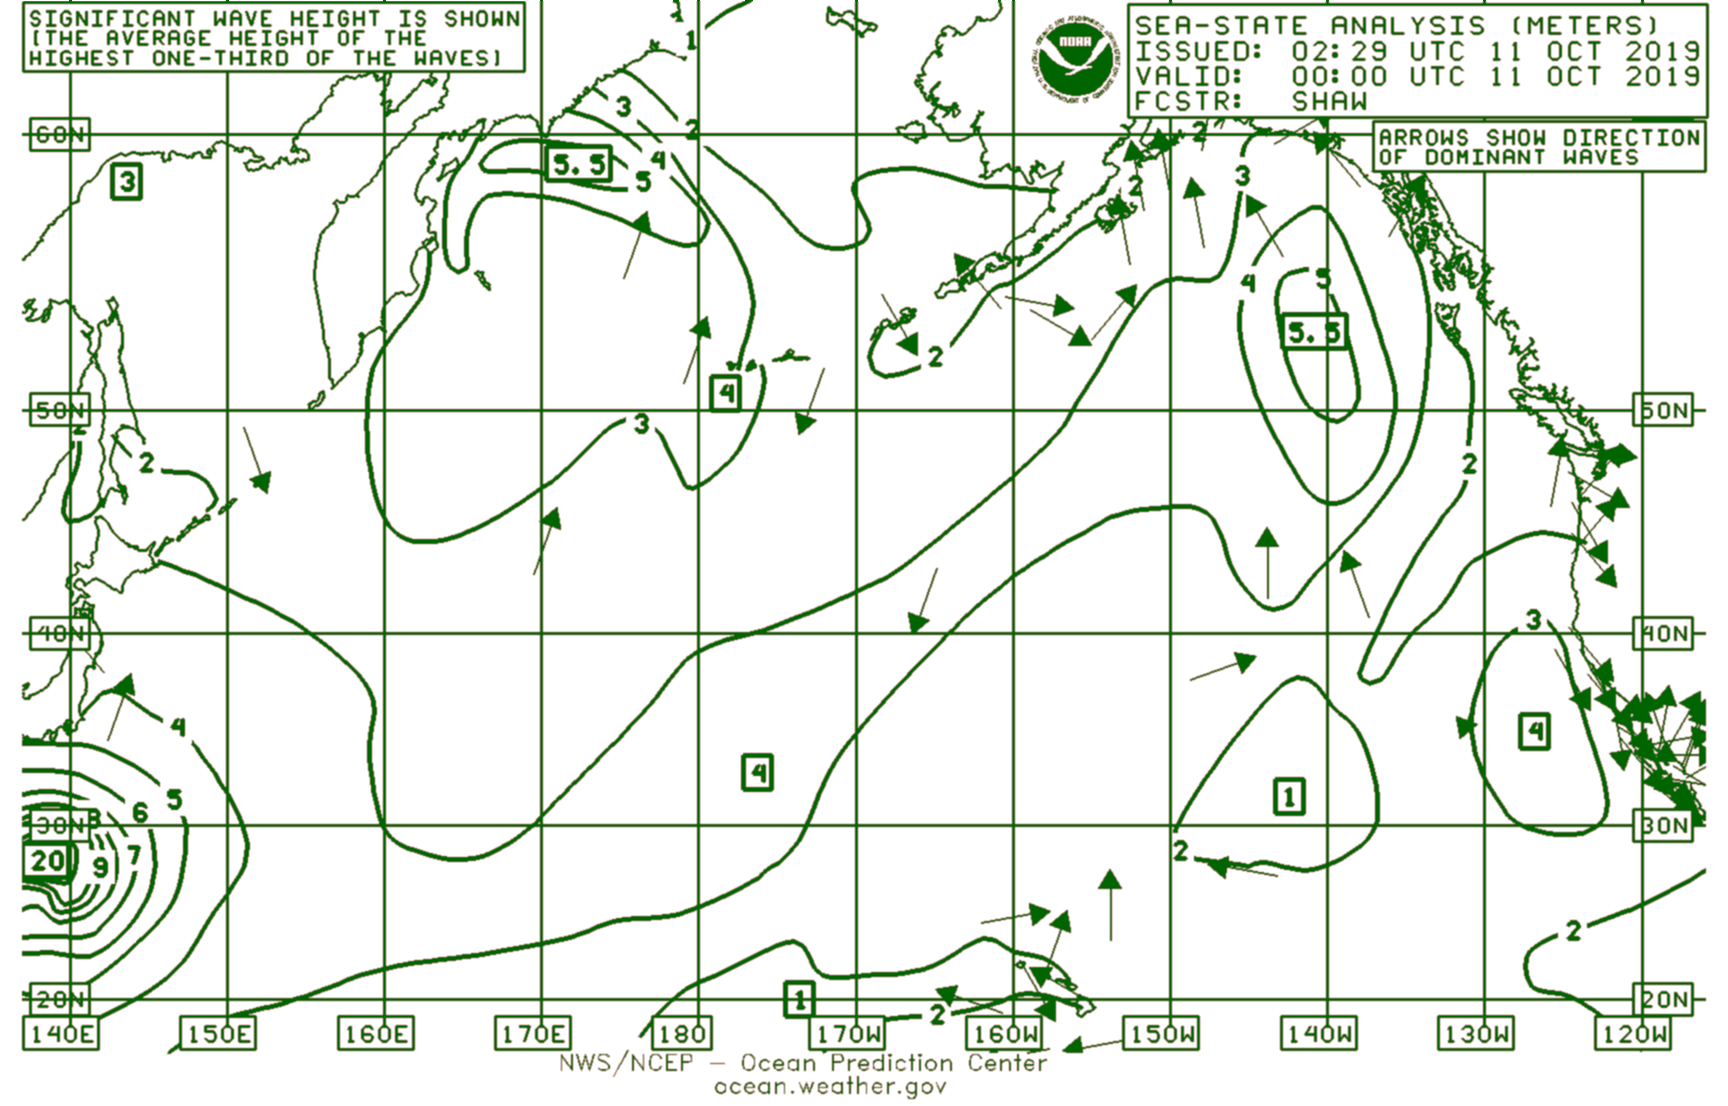 SIGNIFICANT WAVE HEIGHT IS SHOWN
(THE AVERAGE HEIGHT OF THE
HIGHEST ONE-THIRD OF THE WAVES)
NOAA
SEA-STATE ANALYSIS (METERS)
ISSUED: 02:29 UTC 11 OCT 2019
VALID: 00:00 UTC 11 OCT 2019
FCSTR: SHAW
ARROWS SHOW DIRECTION
OF DOMINANT WAVES
1
1
3
2
2
60N
3
5.5
4
5
2
3
4
5
5.5
2
4
50N
50N
3
2
2
2
40N
40N
3
4
4
4
5
6
1
8
30N
30N
20
9
7
2
2
20N
20N
1
2
140E
150E
160E
170E
180
170W
160W
150W
140W
130W
120W
NWS/NCEP – Ocean Prediction Center
ocean.weather.gov